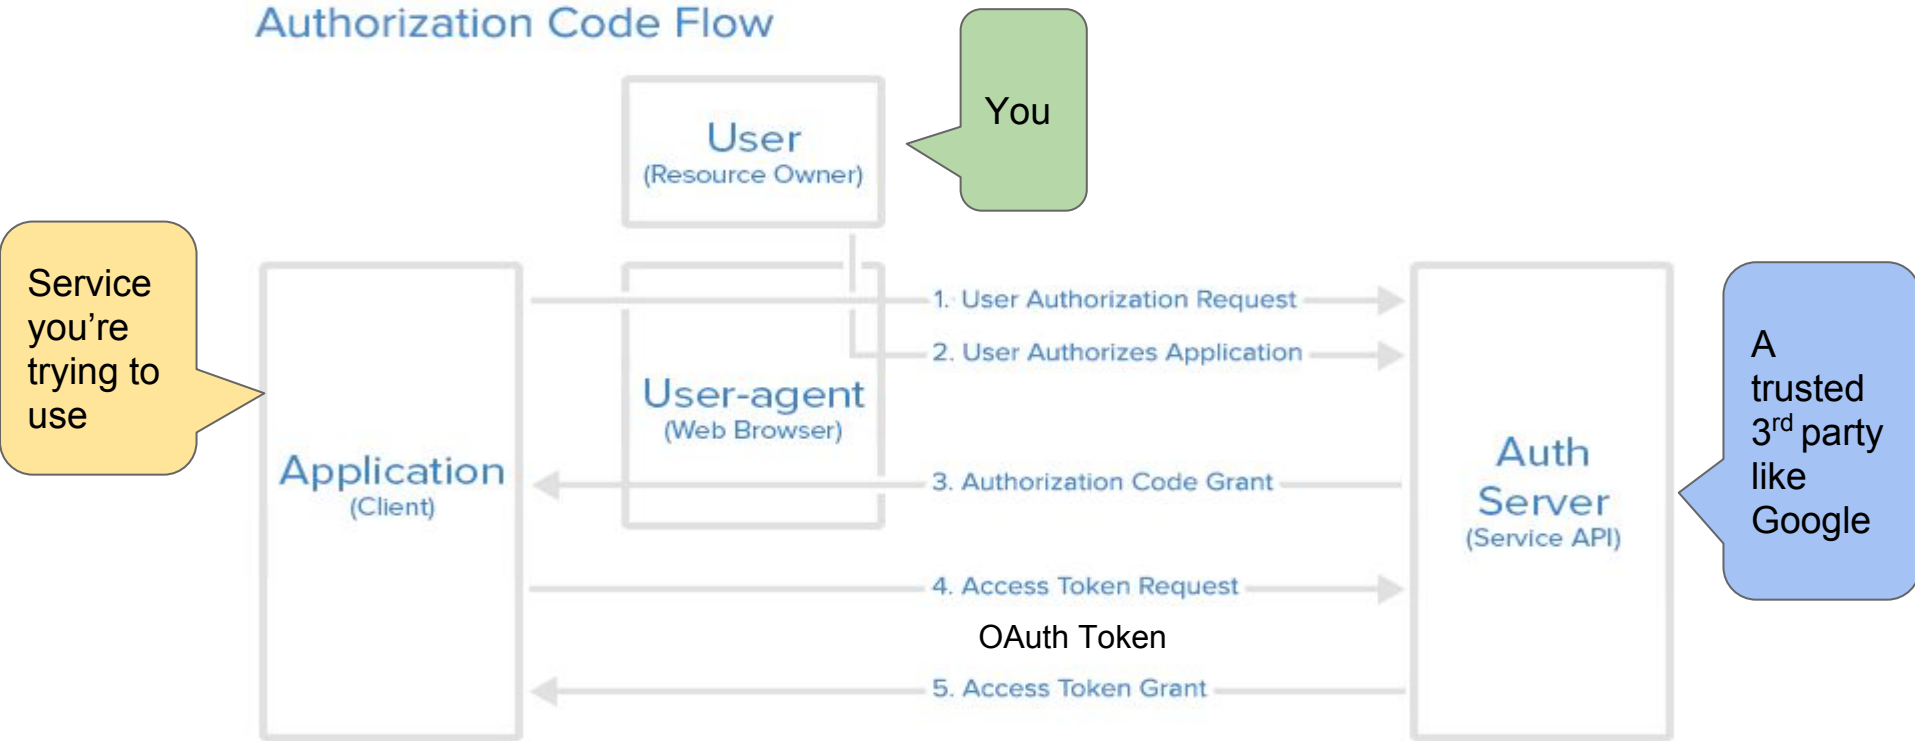 Authorization Code Flow
You
User
(Resource Owner)
Service
you’re
trying to
use
1. User Authorization Request
2. User Authorizes Application
User-agent
(Web Browser)
Application
(Client)
3. Authorization Code Grant
Auth
Server
(Service API)
A
trusted
3rd party
like
Google
4. Access Token Request
OAuth Token
5. Access Token Grant